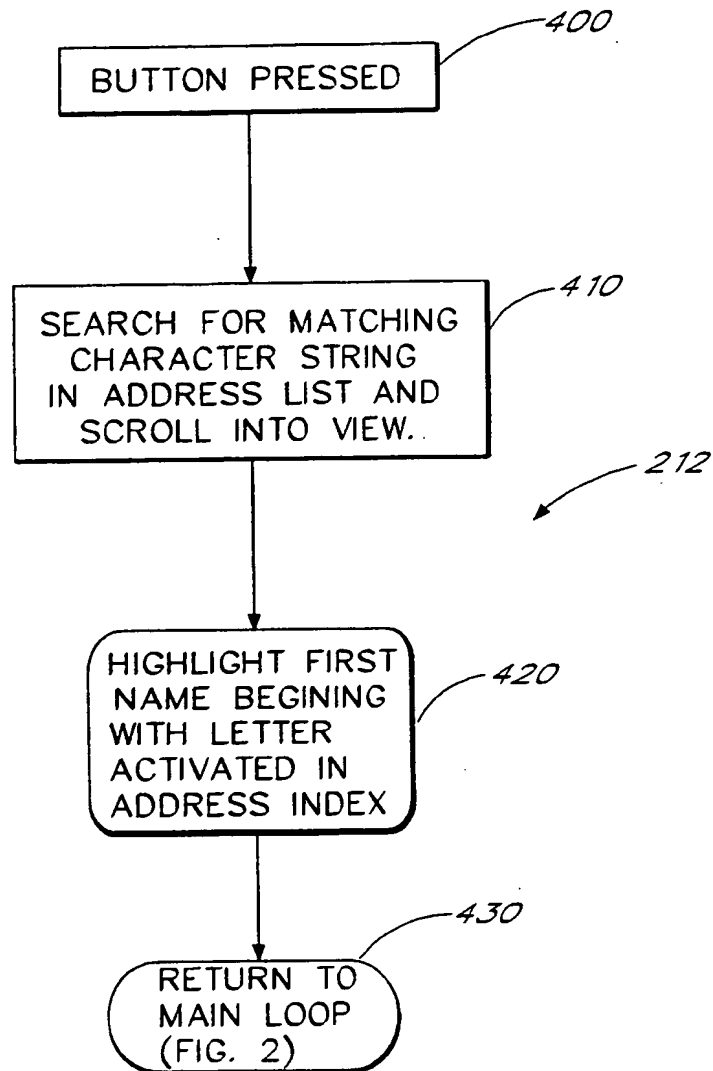 400
BUTTON PRESSED
410
SEARCH FOR MATCHING
CHARACTER STRING
IN ADDRESS LIST AND
SCROLL INTO VIEW..
212
HIGHLIGHT FIRST
NAME BEGINING
WITH LETTER
ACTIVATED IN
ADDRESS INDEX
420
430
RETURN TO
MAIN LOOP
(FIG. 2)